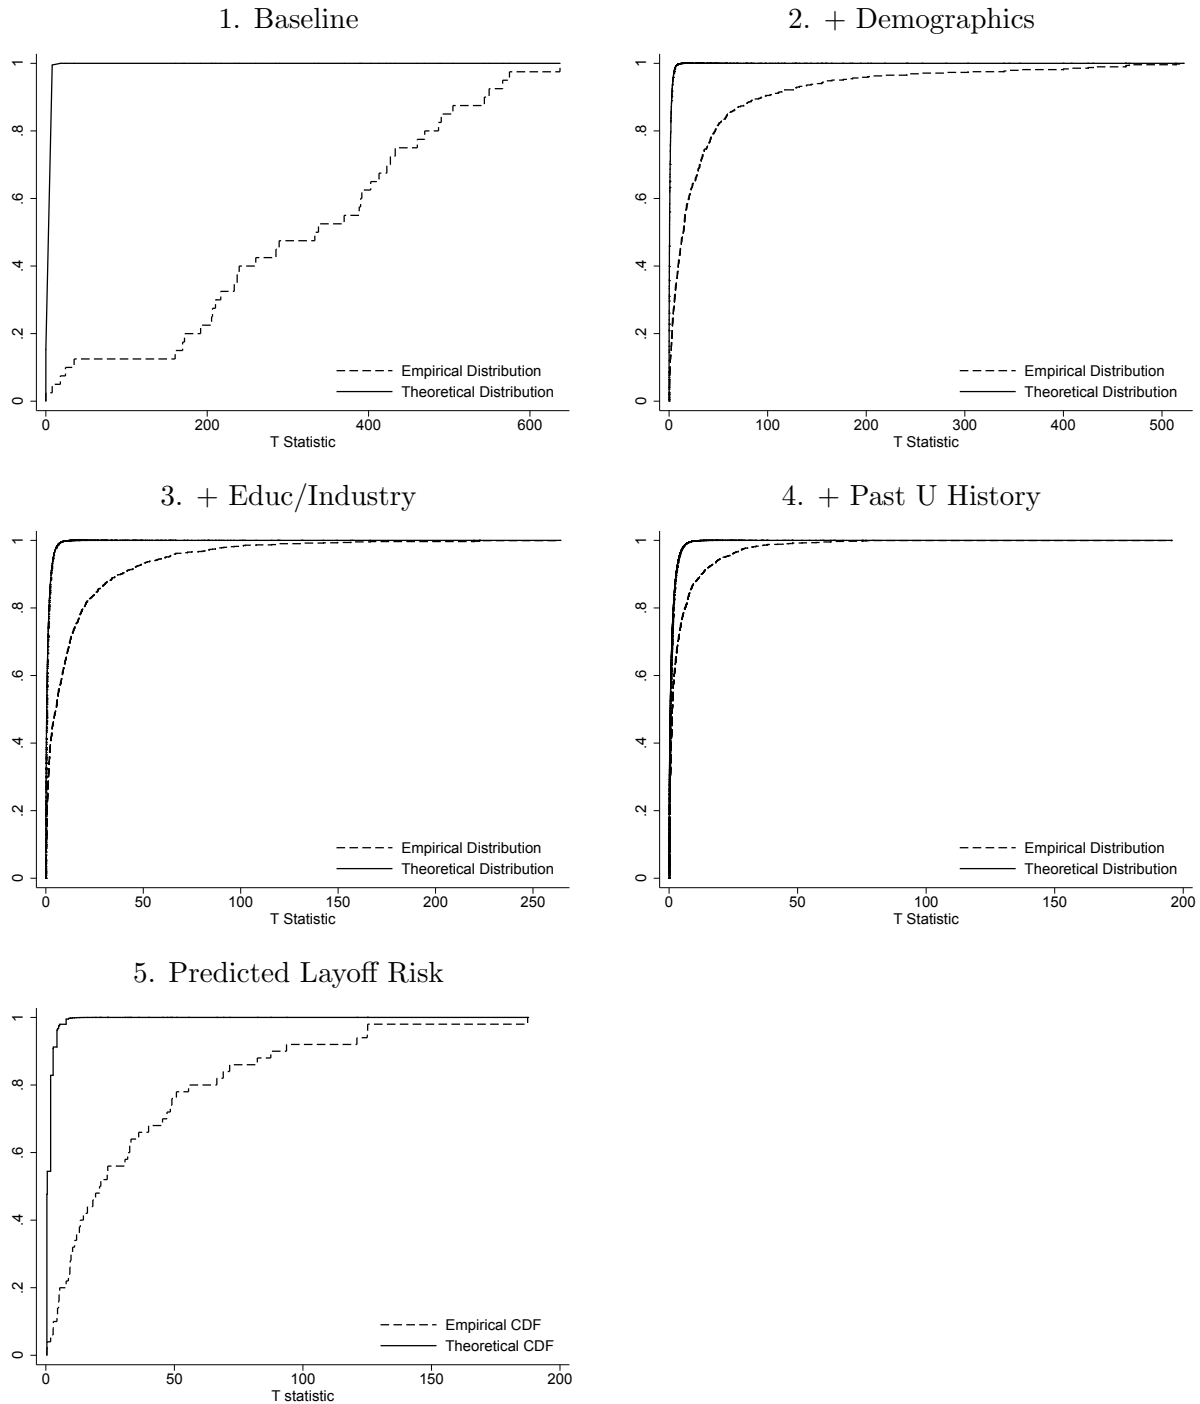 1. Baseline
0 .2 .4 .6 .8 1
0 200 400 600
T Statistic
Empirical Distribution
Theoretical Distribution
2. + Demographics
0 .2 .4 .6 .8 1
0 100 200 300 400 500
T Statistic
Empirical Distribution
Theoretical Distribution
3. + Educ/Industry
0 .2 .4 .6 .8 1
0 50 100 150 200 250
T Statistic
Empirical Distribution
Theoretical Distribution
4. + Past U History
0 .2 .4 .6 .8 1
0 50 100 150 200
T Statistic
Empirical Distribution
Theoretical Distribution
5. Predicted Layoff Risk
0 .2 .4 .6 .8 1
0 50 100 150 200
T statistic
Empirical CDF
Theoretical CDF